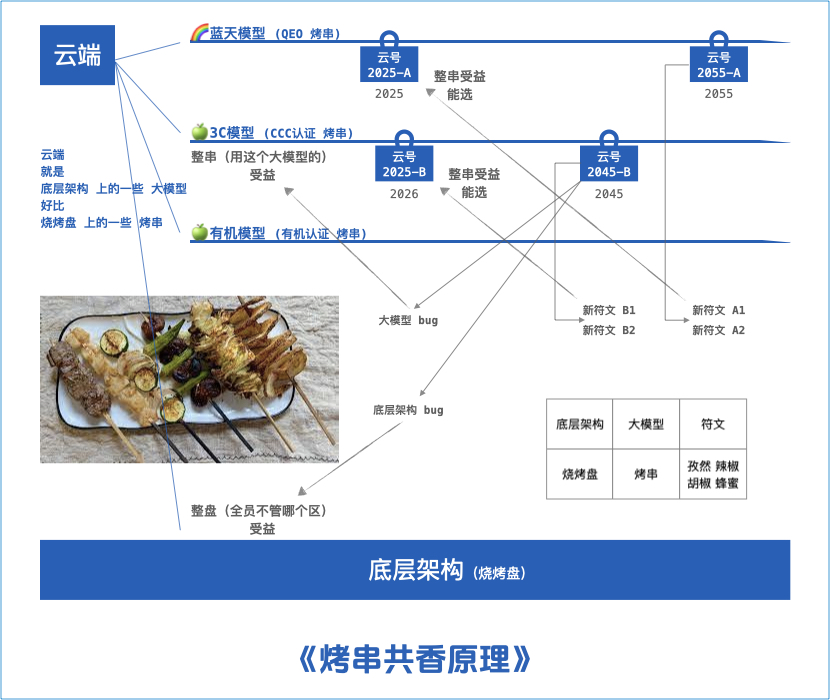 云端
蓝天模型 (QEO 烤串)
云号
2025-A
2025
整串受益
能选
云号
2055-A
2055
3C模型 (CCC认证 烤串)
整串 (用这个大模型的)
受益
云号
2025-B
2026
整串受益
能选
云号
2045-B
2045
云端
就是
底层架构 上的一些 大模型
好比
烧烤盘 上的一些 烤串
有机模型 (有机认证 烤串)
大模型 bug
新符文 B1
新符文 B2
新符文 A1
新符文 A2
底层架构 bug
底层架构 大模型 符文
烧烤盘 烤串 孜然 辣椒
胡椒 蜂蜜
整盘 (全员不管哪个区)
受益
底层架构 (烧烤盘)
《烤串共香原理》